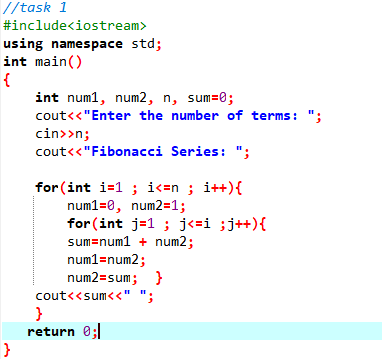 //task 1
#include<iostream>
using namespace std;
int main()
{
int num1, num2, n, sum=0;
cout<<"Enter the number of terms: ";
cin>>n;
cout<<"Fibonacci Series: ";
for(int i=1 ; i<=n ; i++){
num1=0, num2=1;
for(int j=1 ; j<=i ;j++){
sum=num1 + num2;
num1=num2;
num2=sum; }
cout<<sum<<" ";
}
return 0;
}